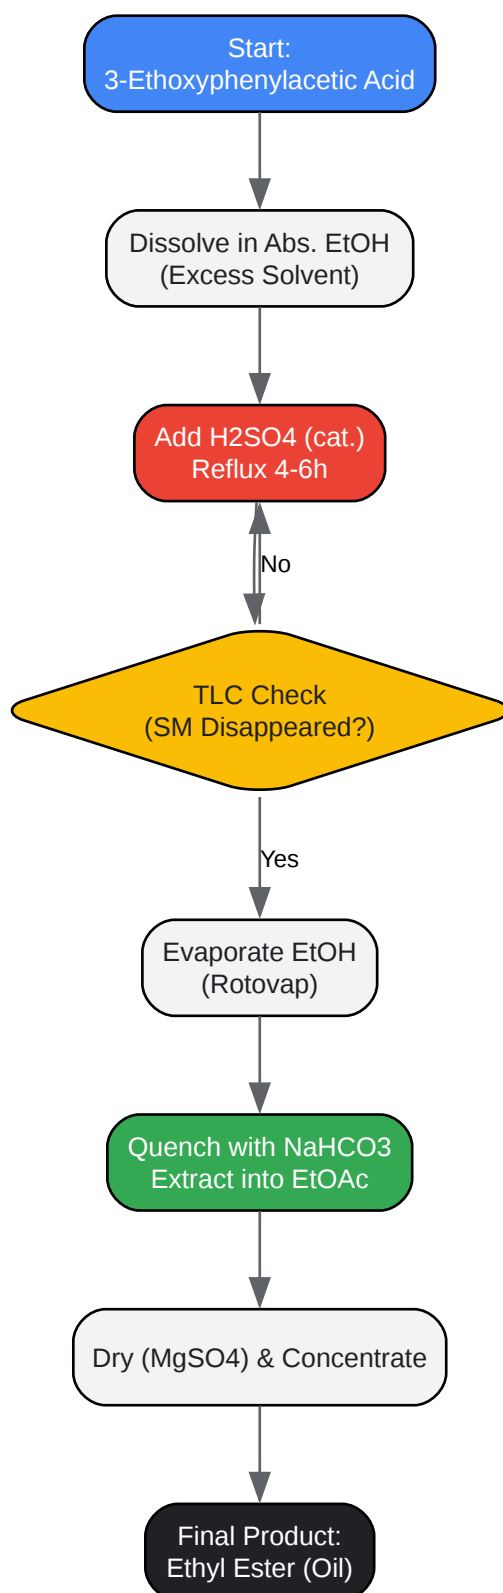 Start:
3-Ethoxyphenylacetic Acid
Dissolve in Abs. EtOH
(Excess Solvent)
Add H2SO4 (cat.)
Reflux 4-6h
No
TLC Check
(SM Disappeared?)
Yes
Evaporate EtOH
(Rotovap)
Quench with NaHCO3
Extract into EtOAc
Dry (MgSO4) & Concentrate
Final Product:
Ethyl Ester (Oil)